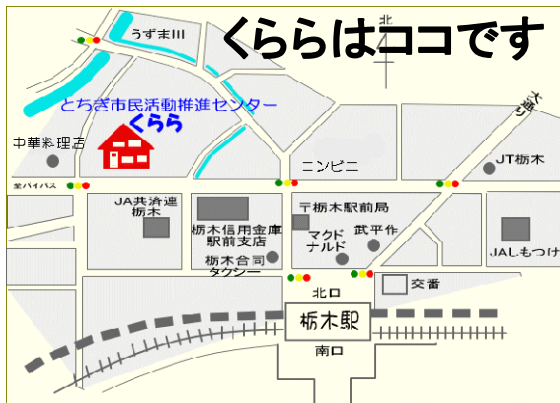 くららはココです
北
うずま川
大通り
とちぎ市民活動推進センター
くらら
中華料理店
ニンビニ
JT栃木
至バイパス
JA共済連
栃木
栃木信用金庫
駅前支店
〒栃木駅前局
マクド
ナルド
武平作
JAしもつけ
栃木合同
タクシー
北口
交番
栃木駅
南口